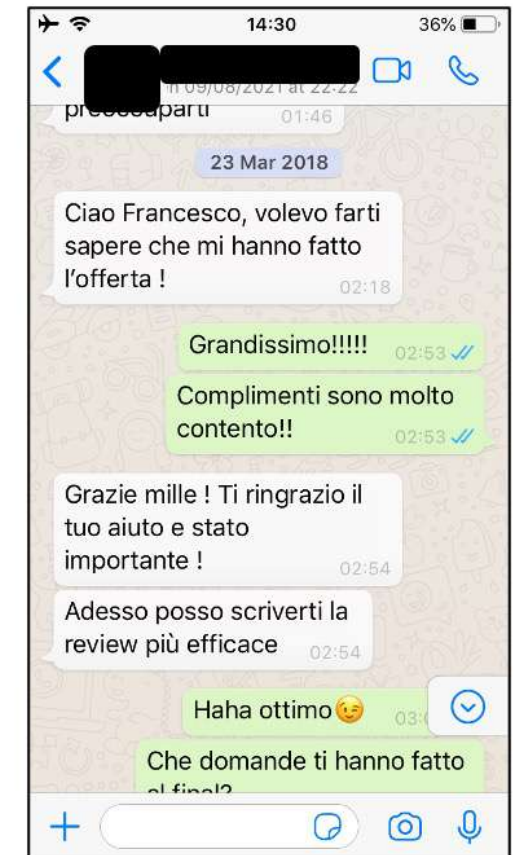 14:30
36%
09/08/2021 at 22:22
01:46
23 Mar 2018
Ciao Francesco, volevo farti
sapere che mi hanno fatto
l'offerta !
02:18
Grandissimo!!!!!
02:53
Complimenti sono molto
contento!!
02:53
Grazie mille ! Ti ringrazio il
tuo aiuto e stato
importante !
02:54
Adesso posso scriverti la
review più efficace
02:54
Haha ottimo😉
Che domande ti hanno fatto
al final?